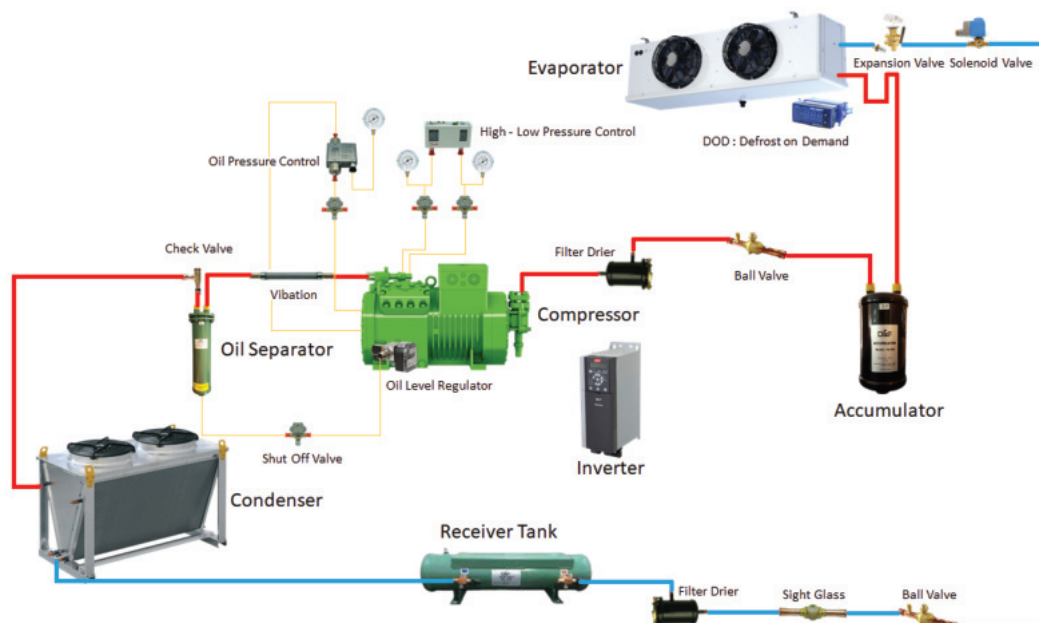 Evaporator
Expansion Valve
Solenoid Valve
DOD : Defrost on Demand
High - Low Pressure Control
Oil Pressure Control
Check Valve
Vibation
Filter Drier
Ball Valve
Compressor
Oil Separator
Oil Level Regulator
Accumulator
Shut Off Valve
Inverter
Condenser
Receiver Tank
Filter Drier
Sight Glass
Ball Valve